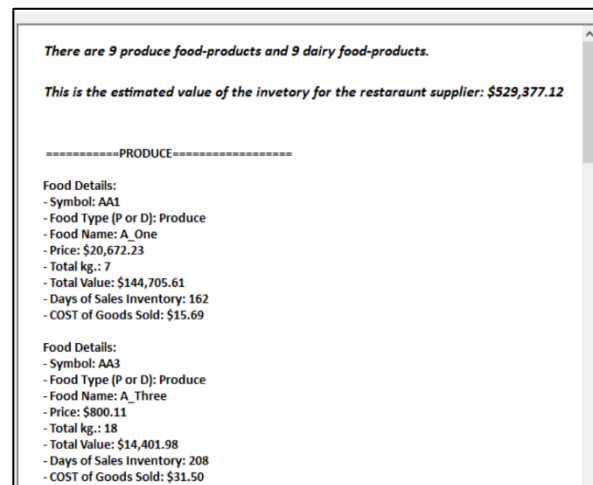 There are 9 produce food-products and 9 dairy food-products.
This is the estimated value of the invetory for the restaraunt supplier: $529,377.12
===========PRODUCE==================
Food Details:
- Symbol: AA1
- Food Type (P or D): Produce
- Food Name: A_One
- Price: $20,672.23
- Total kg.: 7
- Total Value: $144,705.61
- Days of Sales Inventory: 162
- COST of Goods Sold: $15.69
Food Details:
- Symbol: AA3
- Food Type (P or D): Produce
- Food Name: A_Three
- Price: $800.11
- Total kg.: 18
- Total Value: $14,401.98
- Days of Sales Inventory: 208
- COST of Goods Sold: $31.50